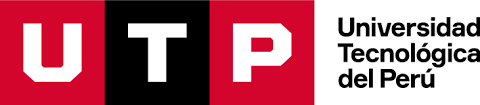 UTP
Universidad
Tecnológica
del Perú